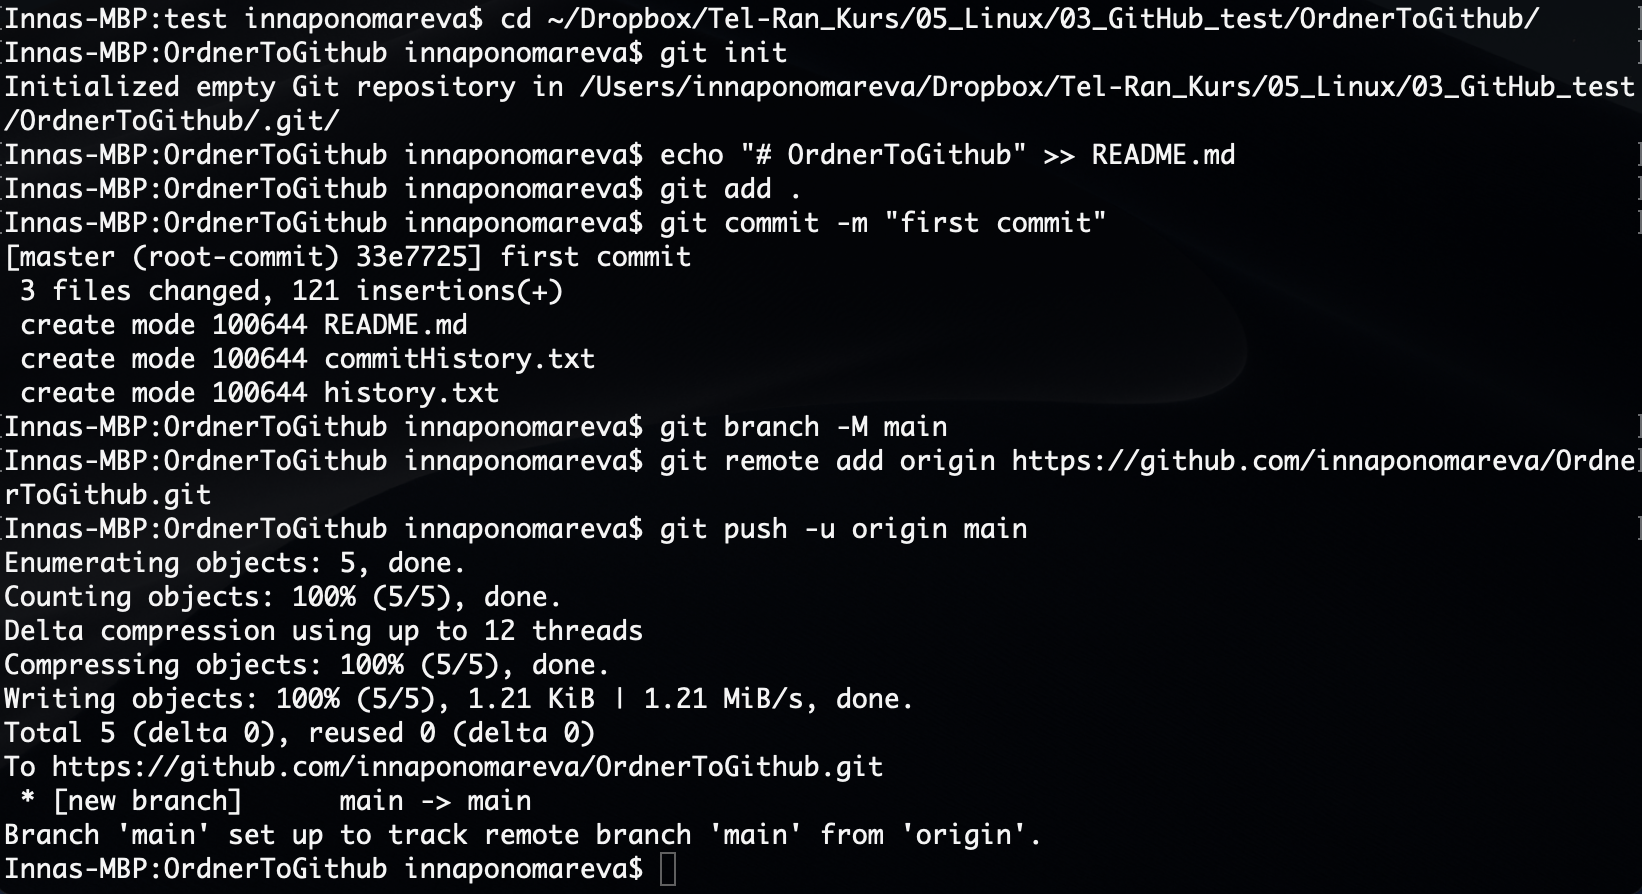 Innas-MBP:test innaponomareva$ cd ~/Dropbox/Tel-Ran_Kurs/05_Linux/03_GitHub_test/OrdnerToGithub/
Innas-MBP:OrdnerToGithub innaponomareva$ git init
Initialized empty Git repository in /Users/innaponomareva/Dropbox/Tel-Ran_Kurs/05_Linux/03_GitHub_test
/OrdnerToGithub/.git/
Innas-MBP:OrdnerToGithub innaponomareva$ echo "# OrdnerToGithub" >> README.md
Innas-MBP:OrdnerToGithub innaponomareva$ git add .
Innas-MBP:OrdnerToGithub innaponomareva$ git commit -m "first commit"
[master (root-commit) 33e7725] first commit
 3 files changed, 121 insertions(+)
 create mode 100644 README.md
 create mode 100644 commitHistory.txt
 create mode 100644 history.txt
Innas-MBP:OrdnerToGithub innaponomareva$ git branch -M main
Innas-MBP:OrdnerToGithub innaponomareva$ git remote add origin https://github.com/innaponomareva/Ordne
rToGithub.git
Innas-MBP:OrdnerToGithub innaponomareva$ git push -u origin main
Enumerating objects: 5, done.
Counting objects: 100% (5/5), done.
Delta compression using up to 12 threads
Compressing objects: 100% (5/5), done.
Writing objects: 100% (5/5), 1.21 KiB | 1.21 MiB/s, done.
Total 5 (delta 0), reused 0 (delta 0)
To https://github.com/innaponomareva/OrdnerToGithub.git
 * [new branch]      main -> main
Branch 'main' set up to track remote branch 'main' from 'origin'.
Innas-MBP:OrdnerToGithub innaponomareva$